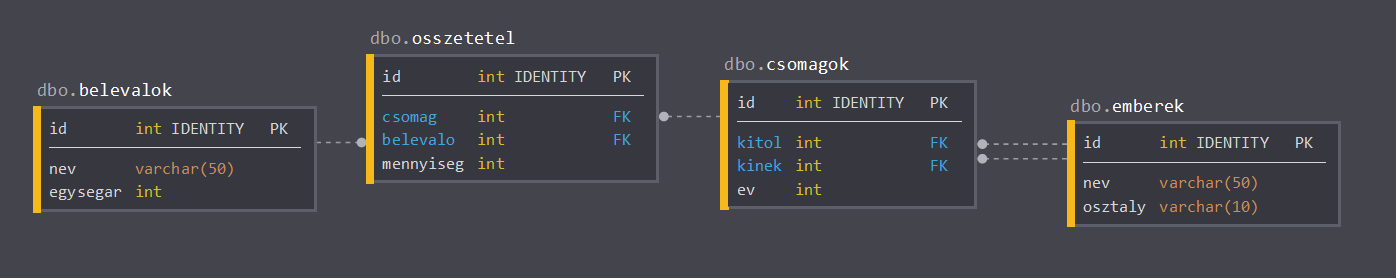 dbo.belevalok
id int IDENTITY PK
nev varchar(50)
egysegar int
dbo.osszetetel
id int IDENTITY PK
csomag int FK
belevalo int FK
mennyiseg int
dbo.csomagok
id int IDENTITY PK
kitol int FK
kinek int FK
ev int
dbo.emberek
id int IDENTITY PK
nev varchar(50)
osztaly varchar(10)